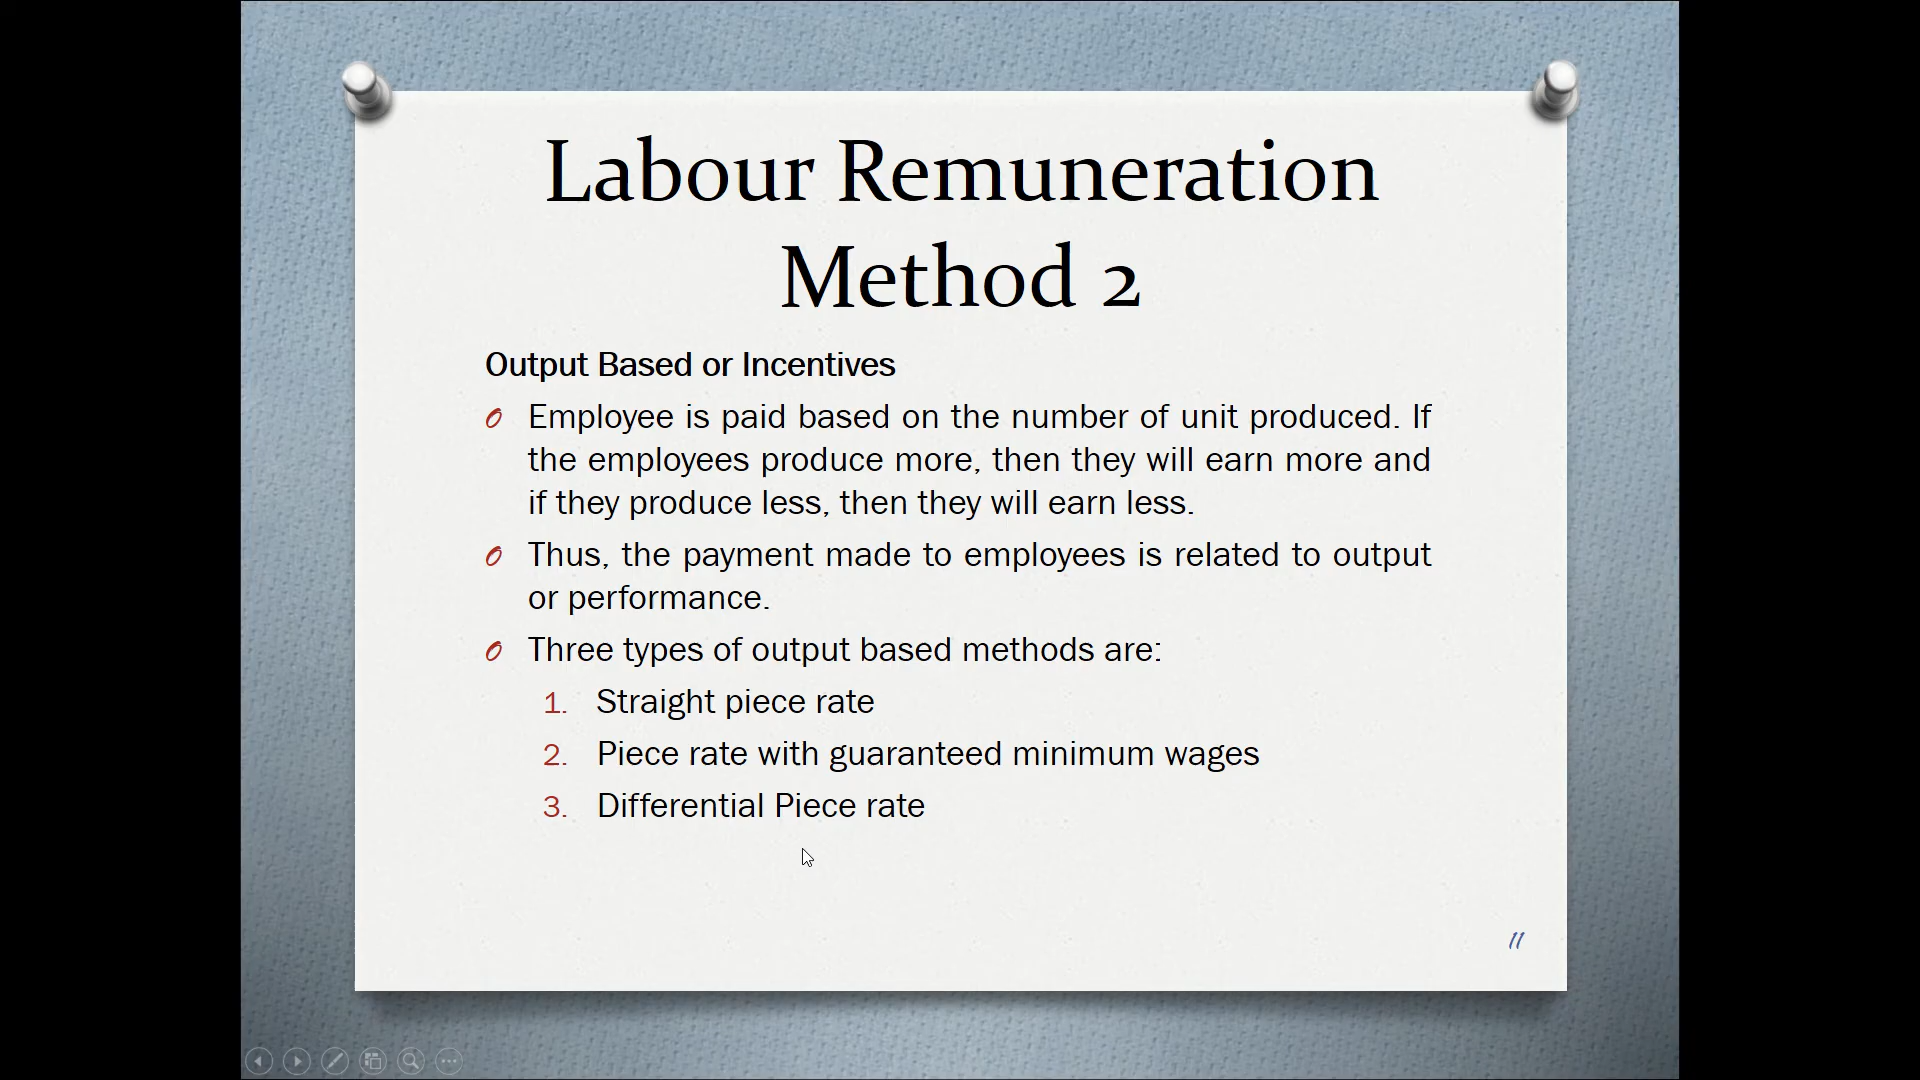 Labour Remuneration
Method 2
Output Based or Incentives
Employee is paid based on the number of unit produced. If
the employees produce more, then they will earn more and
if they produce less, then they will earn less.
Thus, the payment made to employees is related to output
or performance.
Three types of output based methods are:
1. Straight piece rate
2. Piece rate with guaranteed minimum wages
3. Differential Piece rate
11